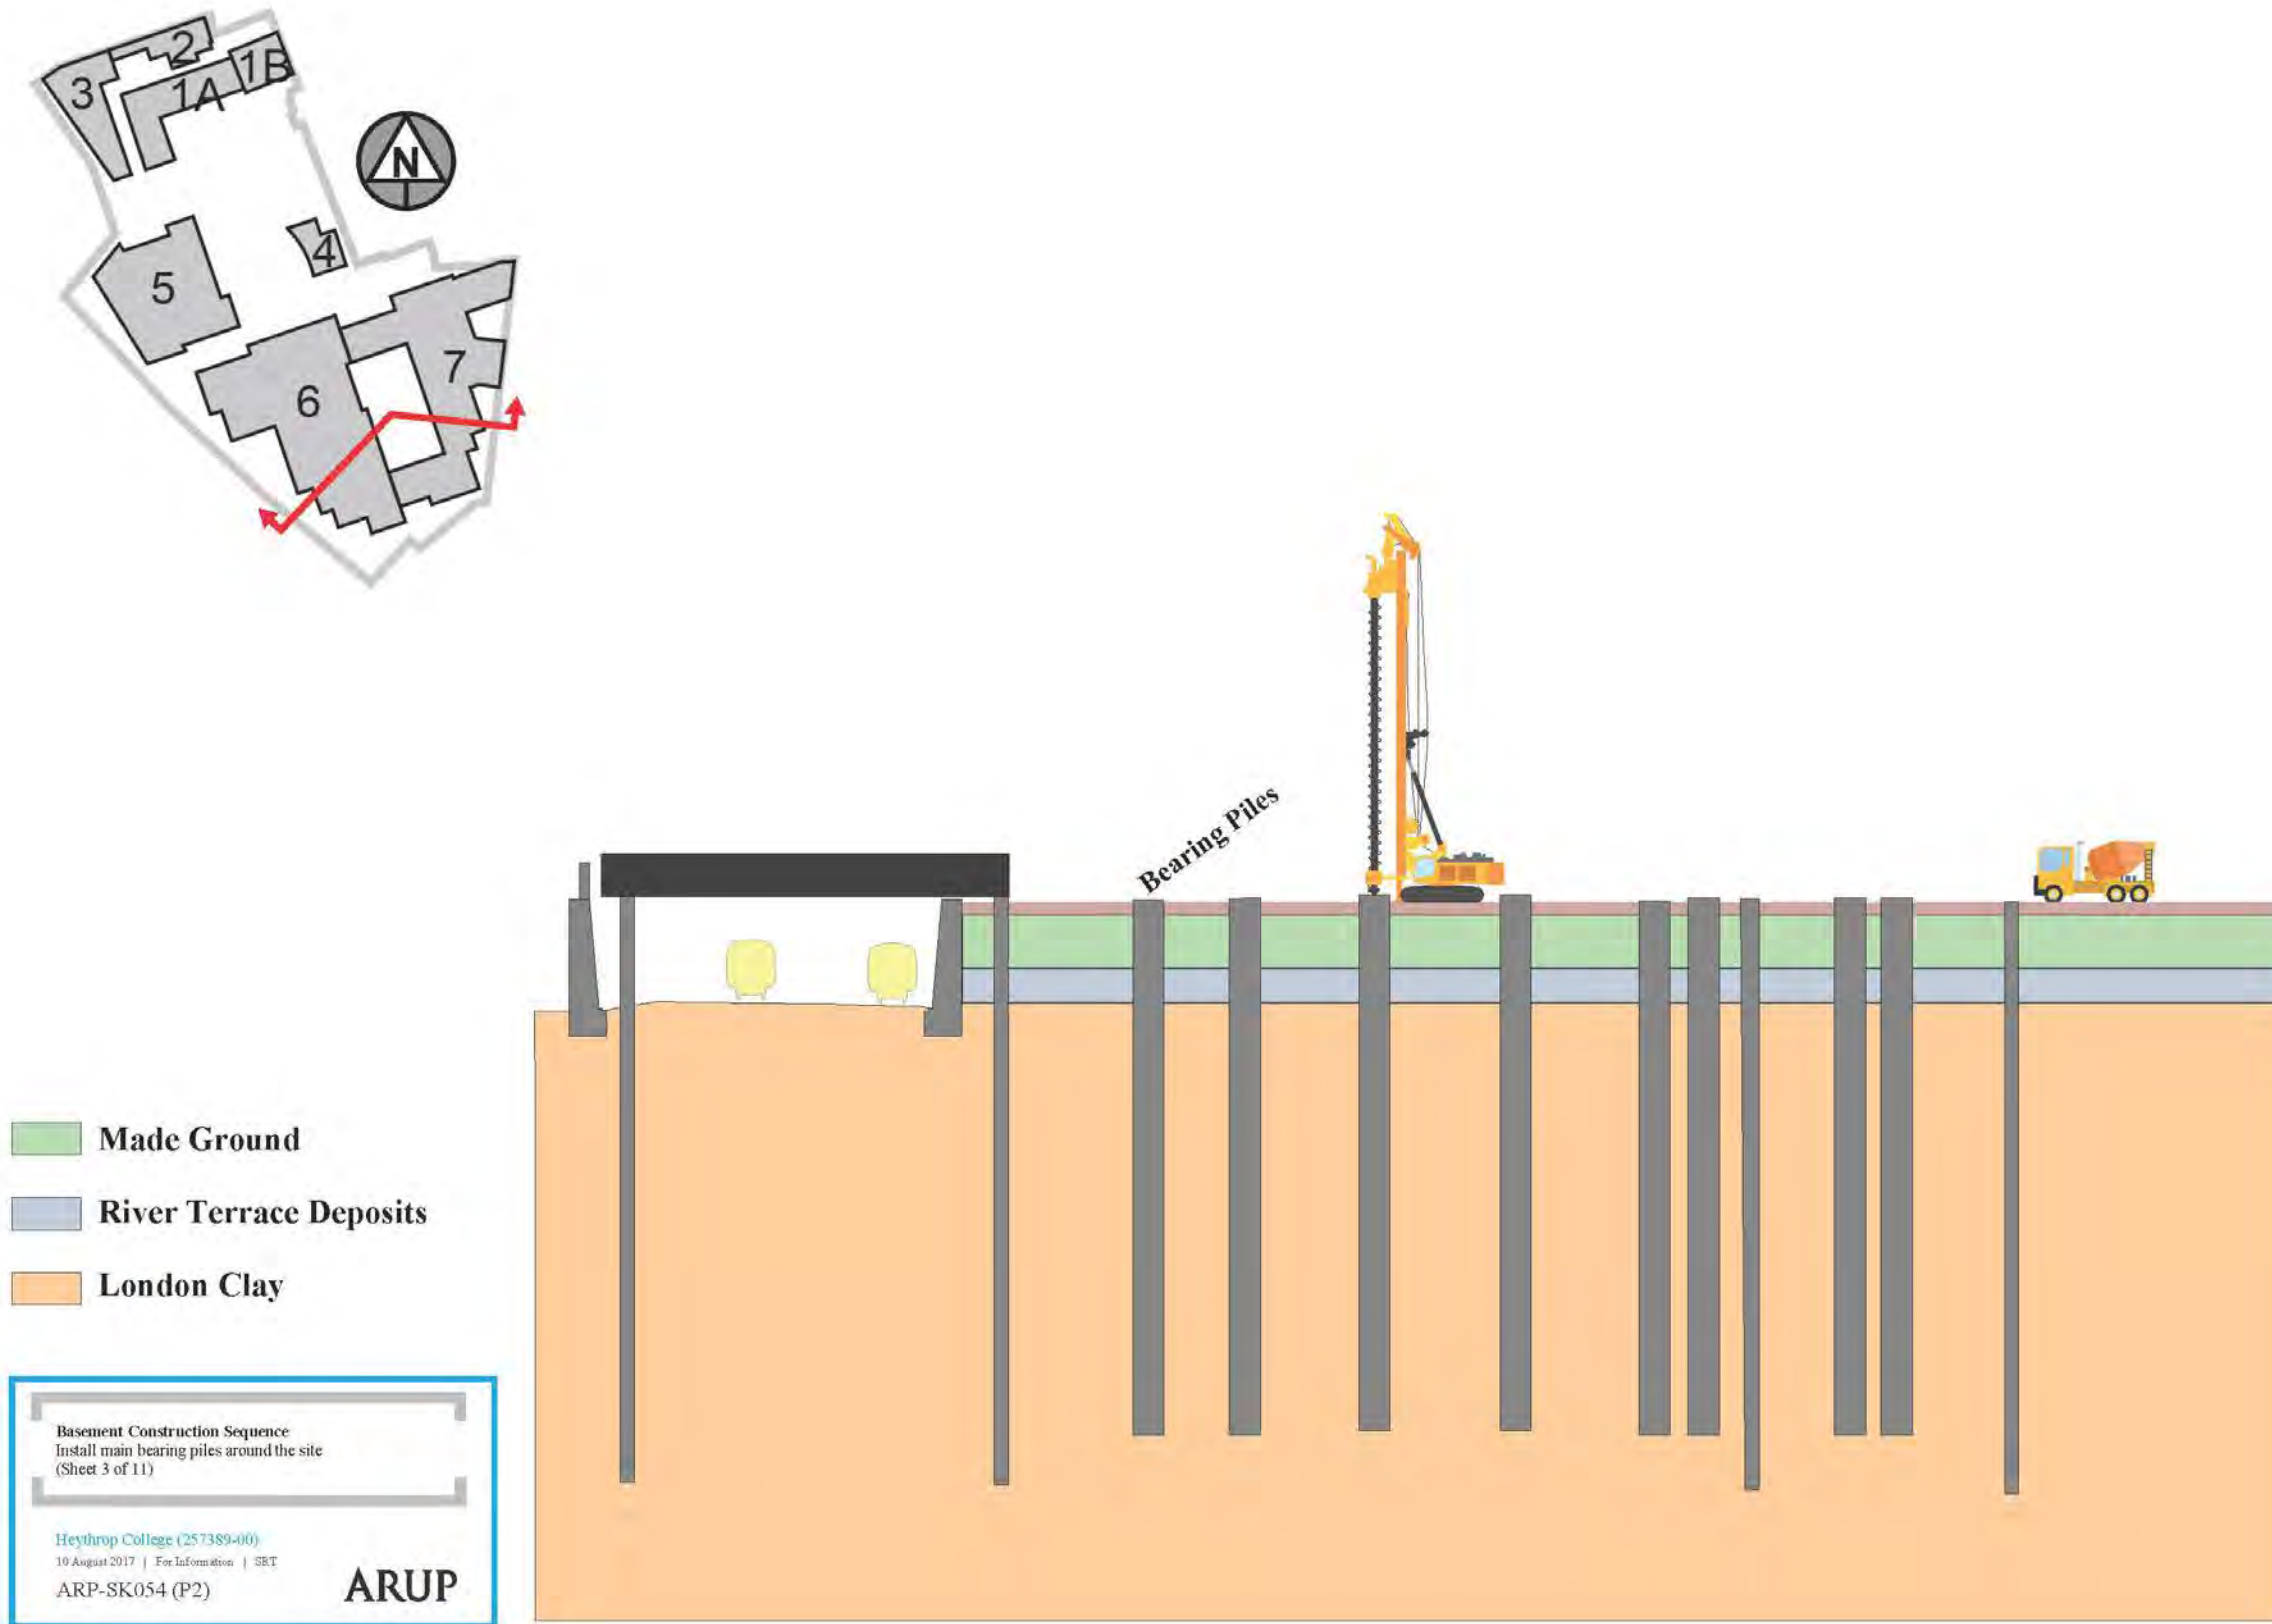 2
1B
3
1A
N
4
5
7
6
Bearing Piles
Made Ground
River Terrace Deposits
London Clay
Basement Construction Sequence
Install main bearing piles around the site
(Sheet 3 of 11)
Heythrop College (257389-00)
10 August 2017 | For Information | SRT
ARP-SK054 (P2)
ARUP